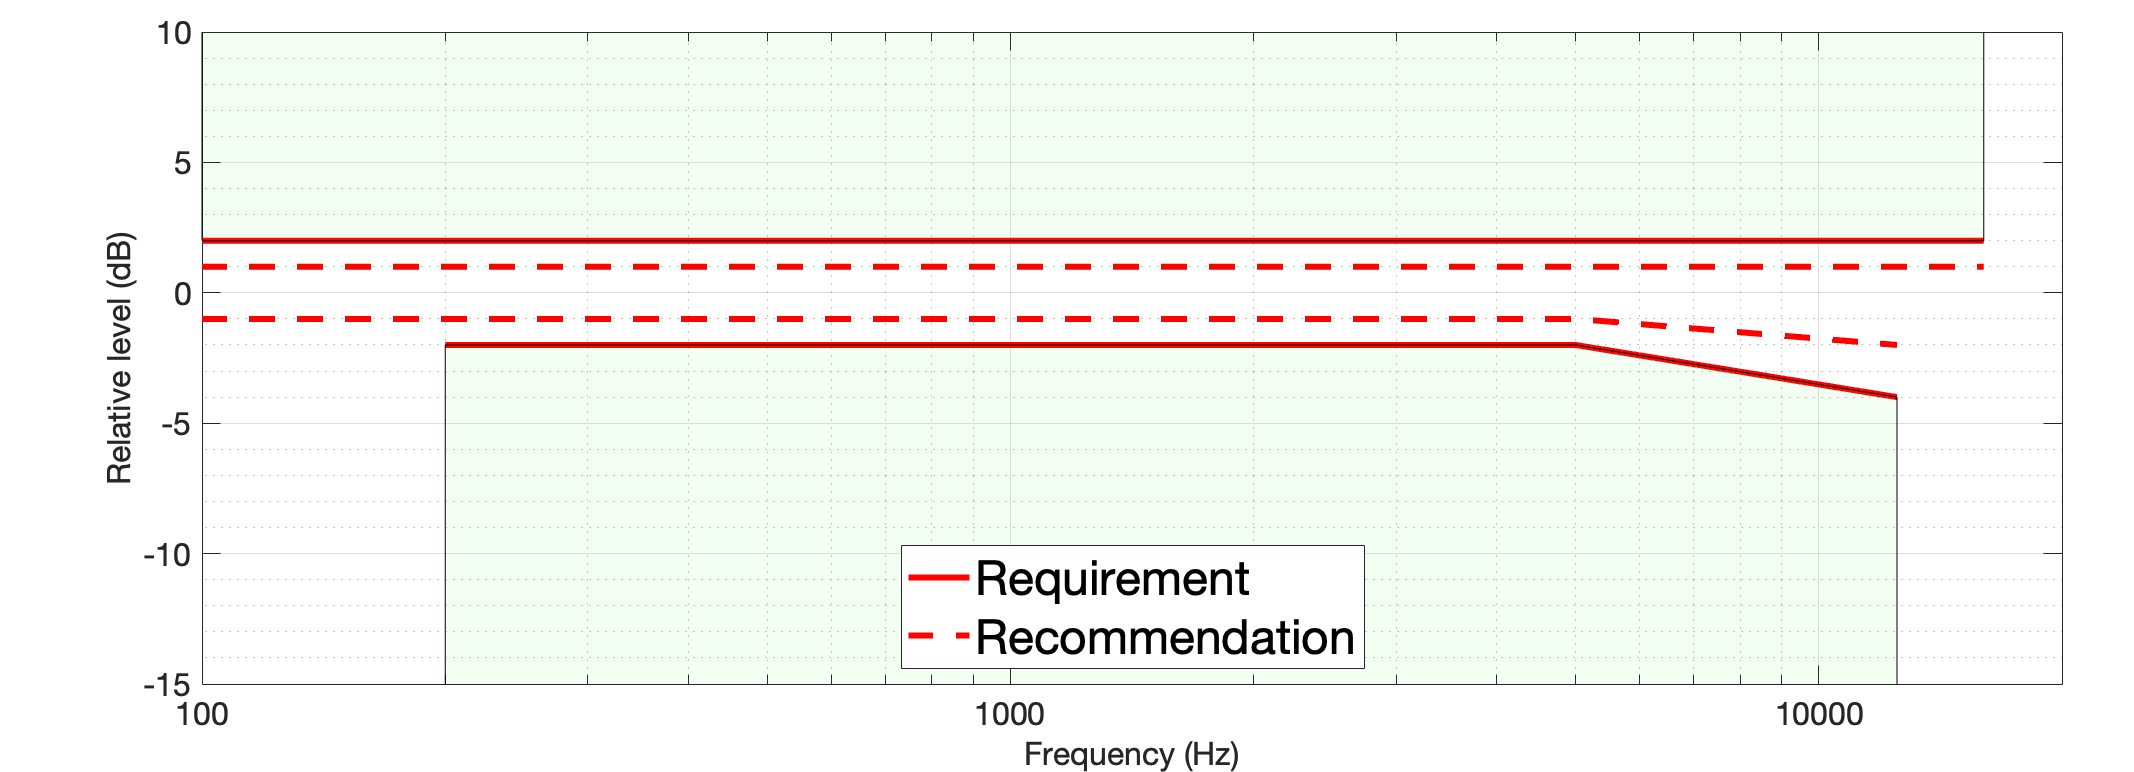 10
5
0
-5
-10
-15
Relative level (dB)
Requirement
Recommendation
100
1000
10000
Frequency (Hz)